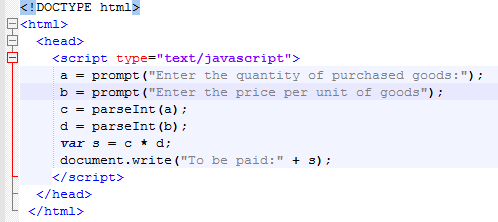 <!DOCTYPE html>
<html>
<head>
<script type="text/javascript">
a = prompt("Enter the quantity of purchased goods:");
b = prompt("Enter the price per unit of goods");
c = parseInt(a);
d = parseInt(b);
var s = c * d;
document.write("To be paid:" + s);
</script>
</head>
</html>